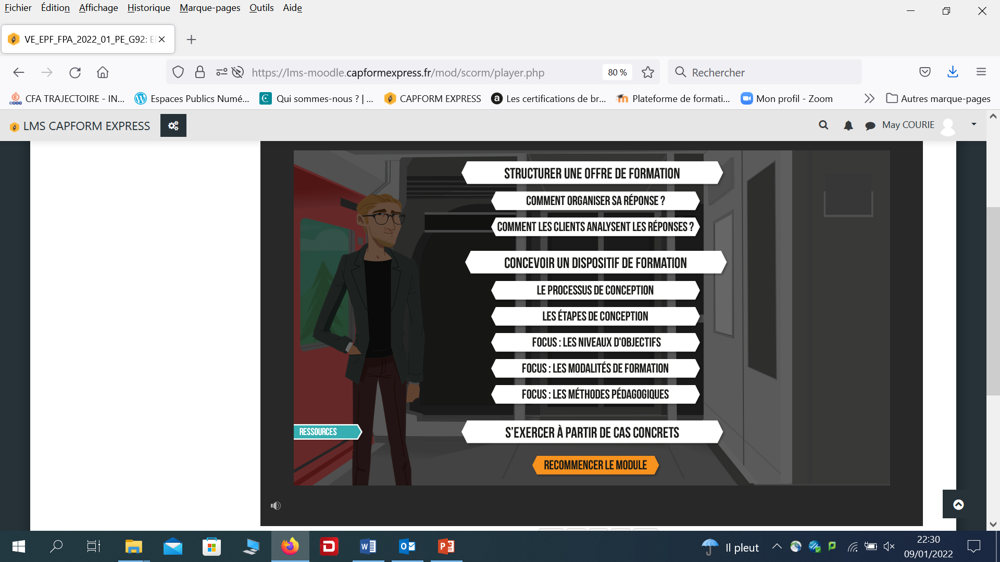 Fichier Édition Affichage Historique Marque-pages Outils Aide
VE_EPF_FPA_2022_01_PE_G92:
https://lms-moodle.capformexpress.fr/mod/scorm/player.php
80 %
Rechercher
CFA TRAJECTOIRE - IN...
Espaces Publics Numé...
Qui sommes-nous ? | ...
CAPFORM EXPRESS
Les certifications de br...
Plateforme de formati...
Mon profil - Zoom
Autres marque-pages
LMS CAPFORM EXPRESS
May COURIE
STRUCTURER UNE OFFRE DE FORMATION
COMMENT ORGANISER SA RÉPONSE ?
COMMENT LES CLIENTS ANALYSENT LES RÉPONSES ?
CONCEVOIR UN DISPOSITIF DE FORMATION
LE PROCESSUS DE CONCEPTION
LES ÉTAPES DE CONCEPTION
FOCUS : LES NIVEAUX D'OBJECTIFS
FOCUS : LES MODALITÉS DE FORMATION
FOCUS : LES MÉTHODES PÉDAGOGIQUES
RESSOURCES
S'EXERCER À PARTIR DE CAS CONCRETS
RECOMMENCER LE MODULE
Il pleut
22:30
09/01/2022